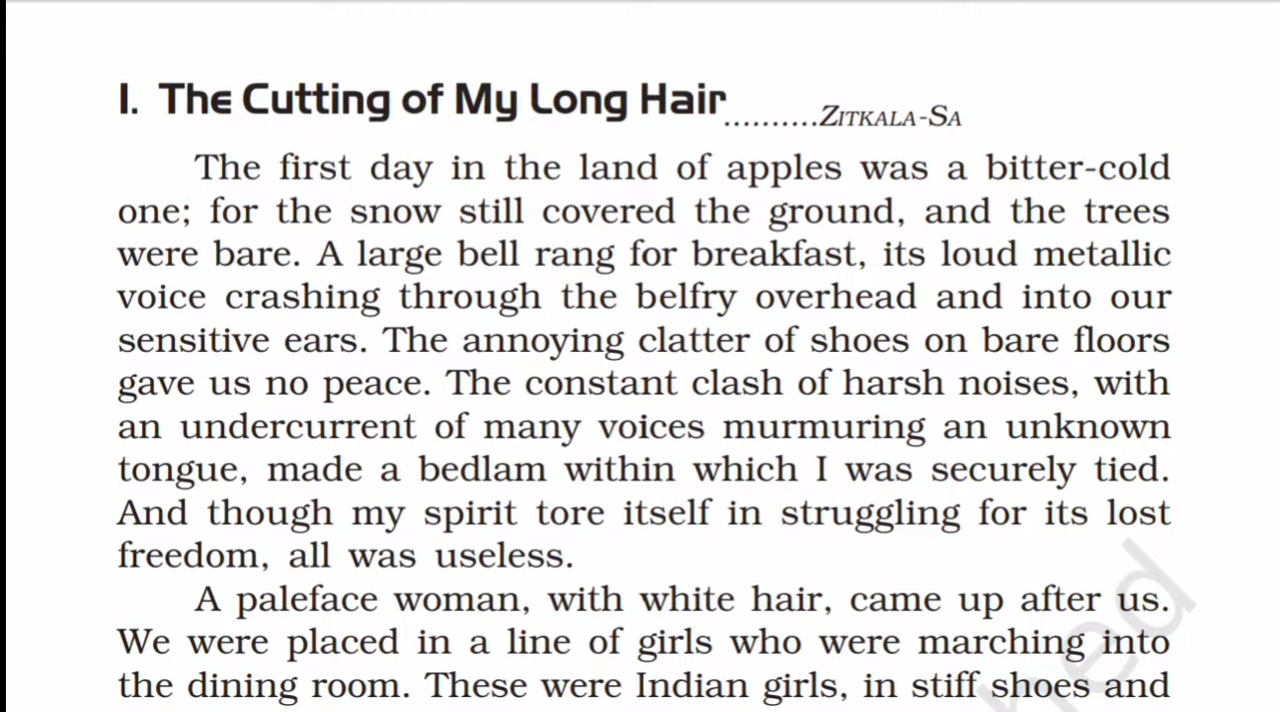 I. The Cutting of My Long Hair..........ZITKALA-SA
The first day in the land of apples was a bitter-cold
one; for the snow still covered the ground, and the trees
were bare. A large bell rang for breakfast, its loud metallic
voice crashing through the belfry overhead and into our
sensitive ears. The annoying clatter of shoes on bare floors
gave us no peace. The constant clash of harsh noises, with
an undercurrent of many voices murmuring an unknown
tongue, made a bedlam within which I was securely tied.
And though my spirit tore itself in struggling for its lost
freedom, all was useless.
A paleface woman, with white hair, came up after us.
We were placed in a line of girls who were marching into
the dining room. These were Indian girls, in stiff shoes and